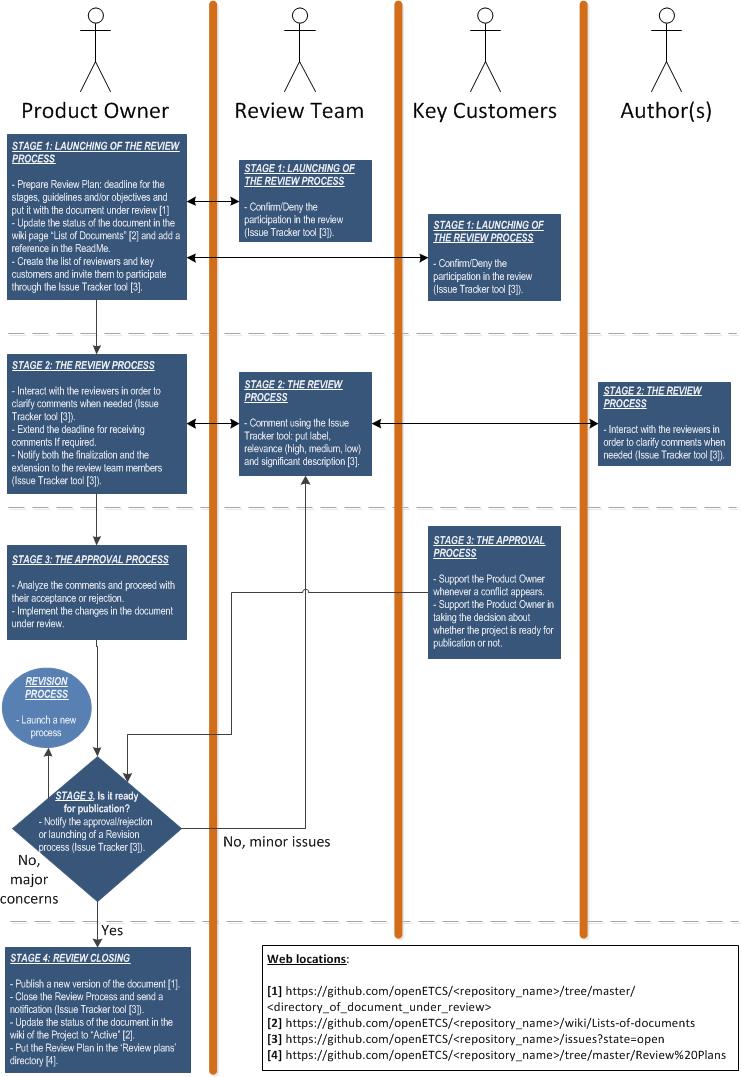 Product Owner
Review Team
Key Customers
Author(s)
STAGE 1: LAUNCHING OF THE REVIEW
PROCESS
- Prepare Review Plan: deadline for the
stages, guidelines and/or objectives and
put it with the document under review [1]
- Update the status of the document in the
wiki page "List of Documents" [2] and add a
reference in the ReadMe.
- Create the list of reviewers and key
customers and invite them to participate
through the Issue Tracker tool [3].
STAGE 1: LAUNCHING OF
THE REVIEW PROCESS
- Confirm/Deny the
participation in the review
(Issue Tracker tool [3]).
STAGE 1: LAUNCHING OF
THE REVIEW PROCESS
- Confirm/Deny the
participation in the review
(Issue Tracker tool [3]).
STAGE 2: THE REVIEW PROCESS
- Interact with the reviewers in order to
clarify comments when needed (Issue
Tracker tool [3]).
- Extend the deadline for receiving
comments If required.
- Notify both the finalization and the
extension to the review team members
(Issue Tracker tool [3]).
STAGE 2: THE REVIEW
PROCESS
- Comment using the Issue
Tracker tool: put label,
relevance (high, medium, low)
and significant description [3].
STAGE 2: THE REVIEW
PROCESS
- Interact with the reviewers in
order to clarify comments when
needed (Issue Tracker tool [3]).
STAGE 3: THE APPROVAL PROCESS
- Analyze the comments and proceed with
their acceptance or rejection.
- Implement the changes in the document
under review.
STAGE 3: THE APPROVAL
PROCESS
- Support the Product Owner
whenever a conflict appears.
- Support the Product Owner in
taking the decision about
whether the project is ready for
publication or not.
REVISION
PROCESS
- Launch a new
process
STAGE 3. Is it ready
for publication?
- Notify the approval/rejection
or launching of a Revision
process (Issue Tracker [3]).
No, minor issues
No,
major
concerns
Yes
STAGE 4: REVIEW CLOSING
- Publish a new version of the document [1].
- Close the Review Process and send a
notification (Issue Tracker tool [3]).
- Update the status of the document in the
wiki of the Project to "Active" [2].
- Put the Review Plan in the 'Review plans'
directory [4].
Web locations:
[1] https://github.com/openETCS/<repository_name>/tree/master/
<directory_of_document_under_review>
[2] https://github.com/openETCS/<repository_name>/wiki/Lists-of-documents
[3] https://github.com/openETCS/<repository_name>/issues?state=open
[4] https://github.com/openETCS/<repository_name>/tree/master/Review%20Plans